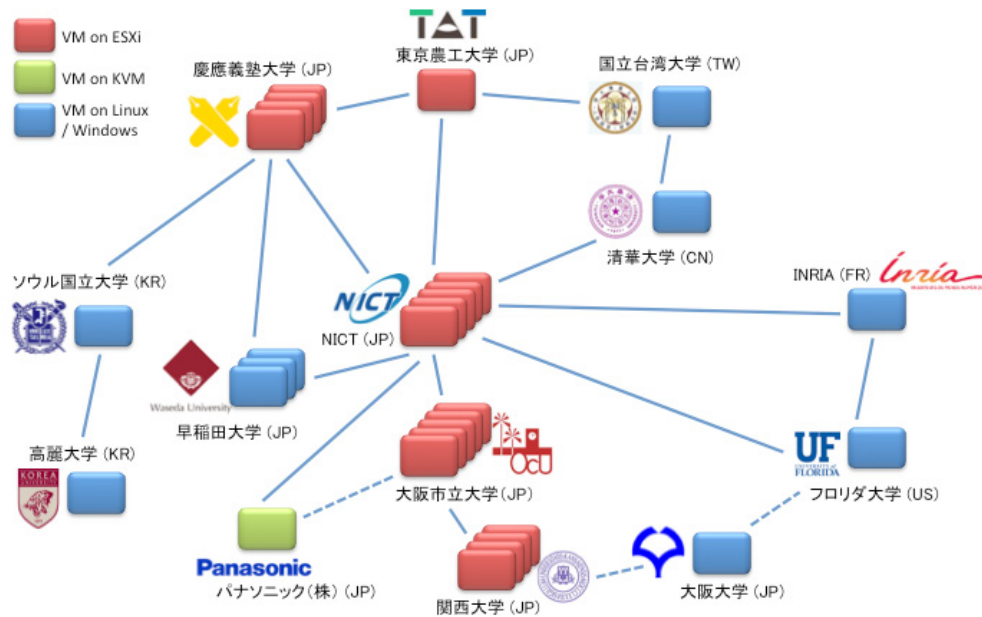 VM on ESXi
VM on KVM
VM on Linux
/ Windows
TAT
東京農工大学 (JP)
慶應義塾大学 (JP)
国立台湾大学 (TW)
清華大学 (CN)
ソウル国立大学 (KR)
INRIA (FR)
Inria
NICT
NICT (JP)
Waseda University
早稲田大学 (JP)
高麗大学 (KR)
KOREA
UNIVERSITY
OCU
大阪市立大学 (JP)
UF
UNIVERSITY of
FLORIDA
フロリダ大学 (US)
Panasonic
パナソニック(株) (JP)
関西大学 (JP)
大阪大学 (JP)